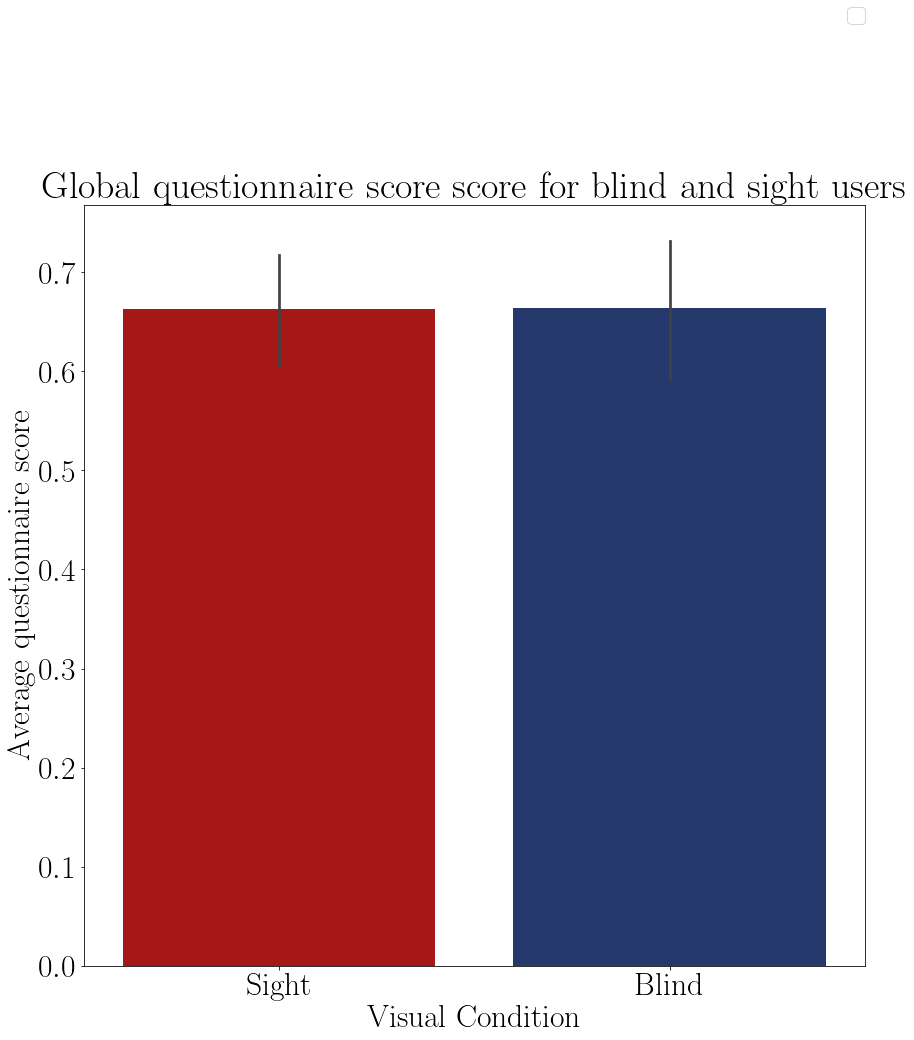 Global questionnaire score score for blind and sight users
0.7
0.6
0.5
0.4
0.3
0.2
0.1
0.0
Average questionnaire score
Sight
Blind
Visual Condition